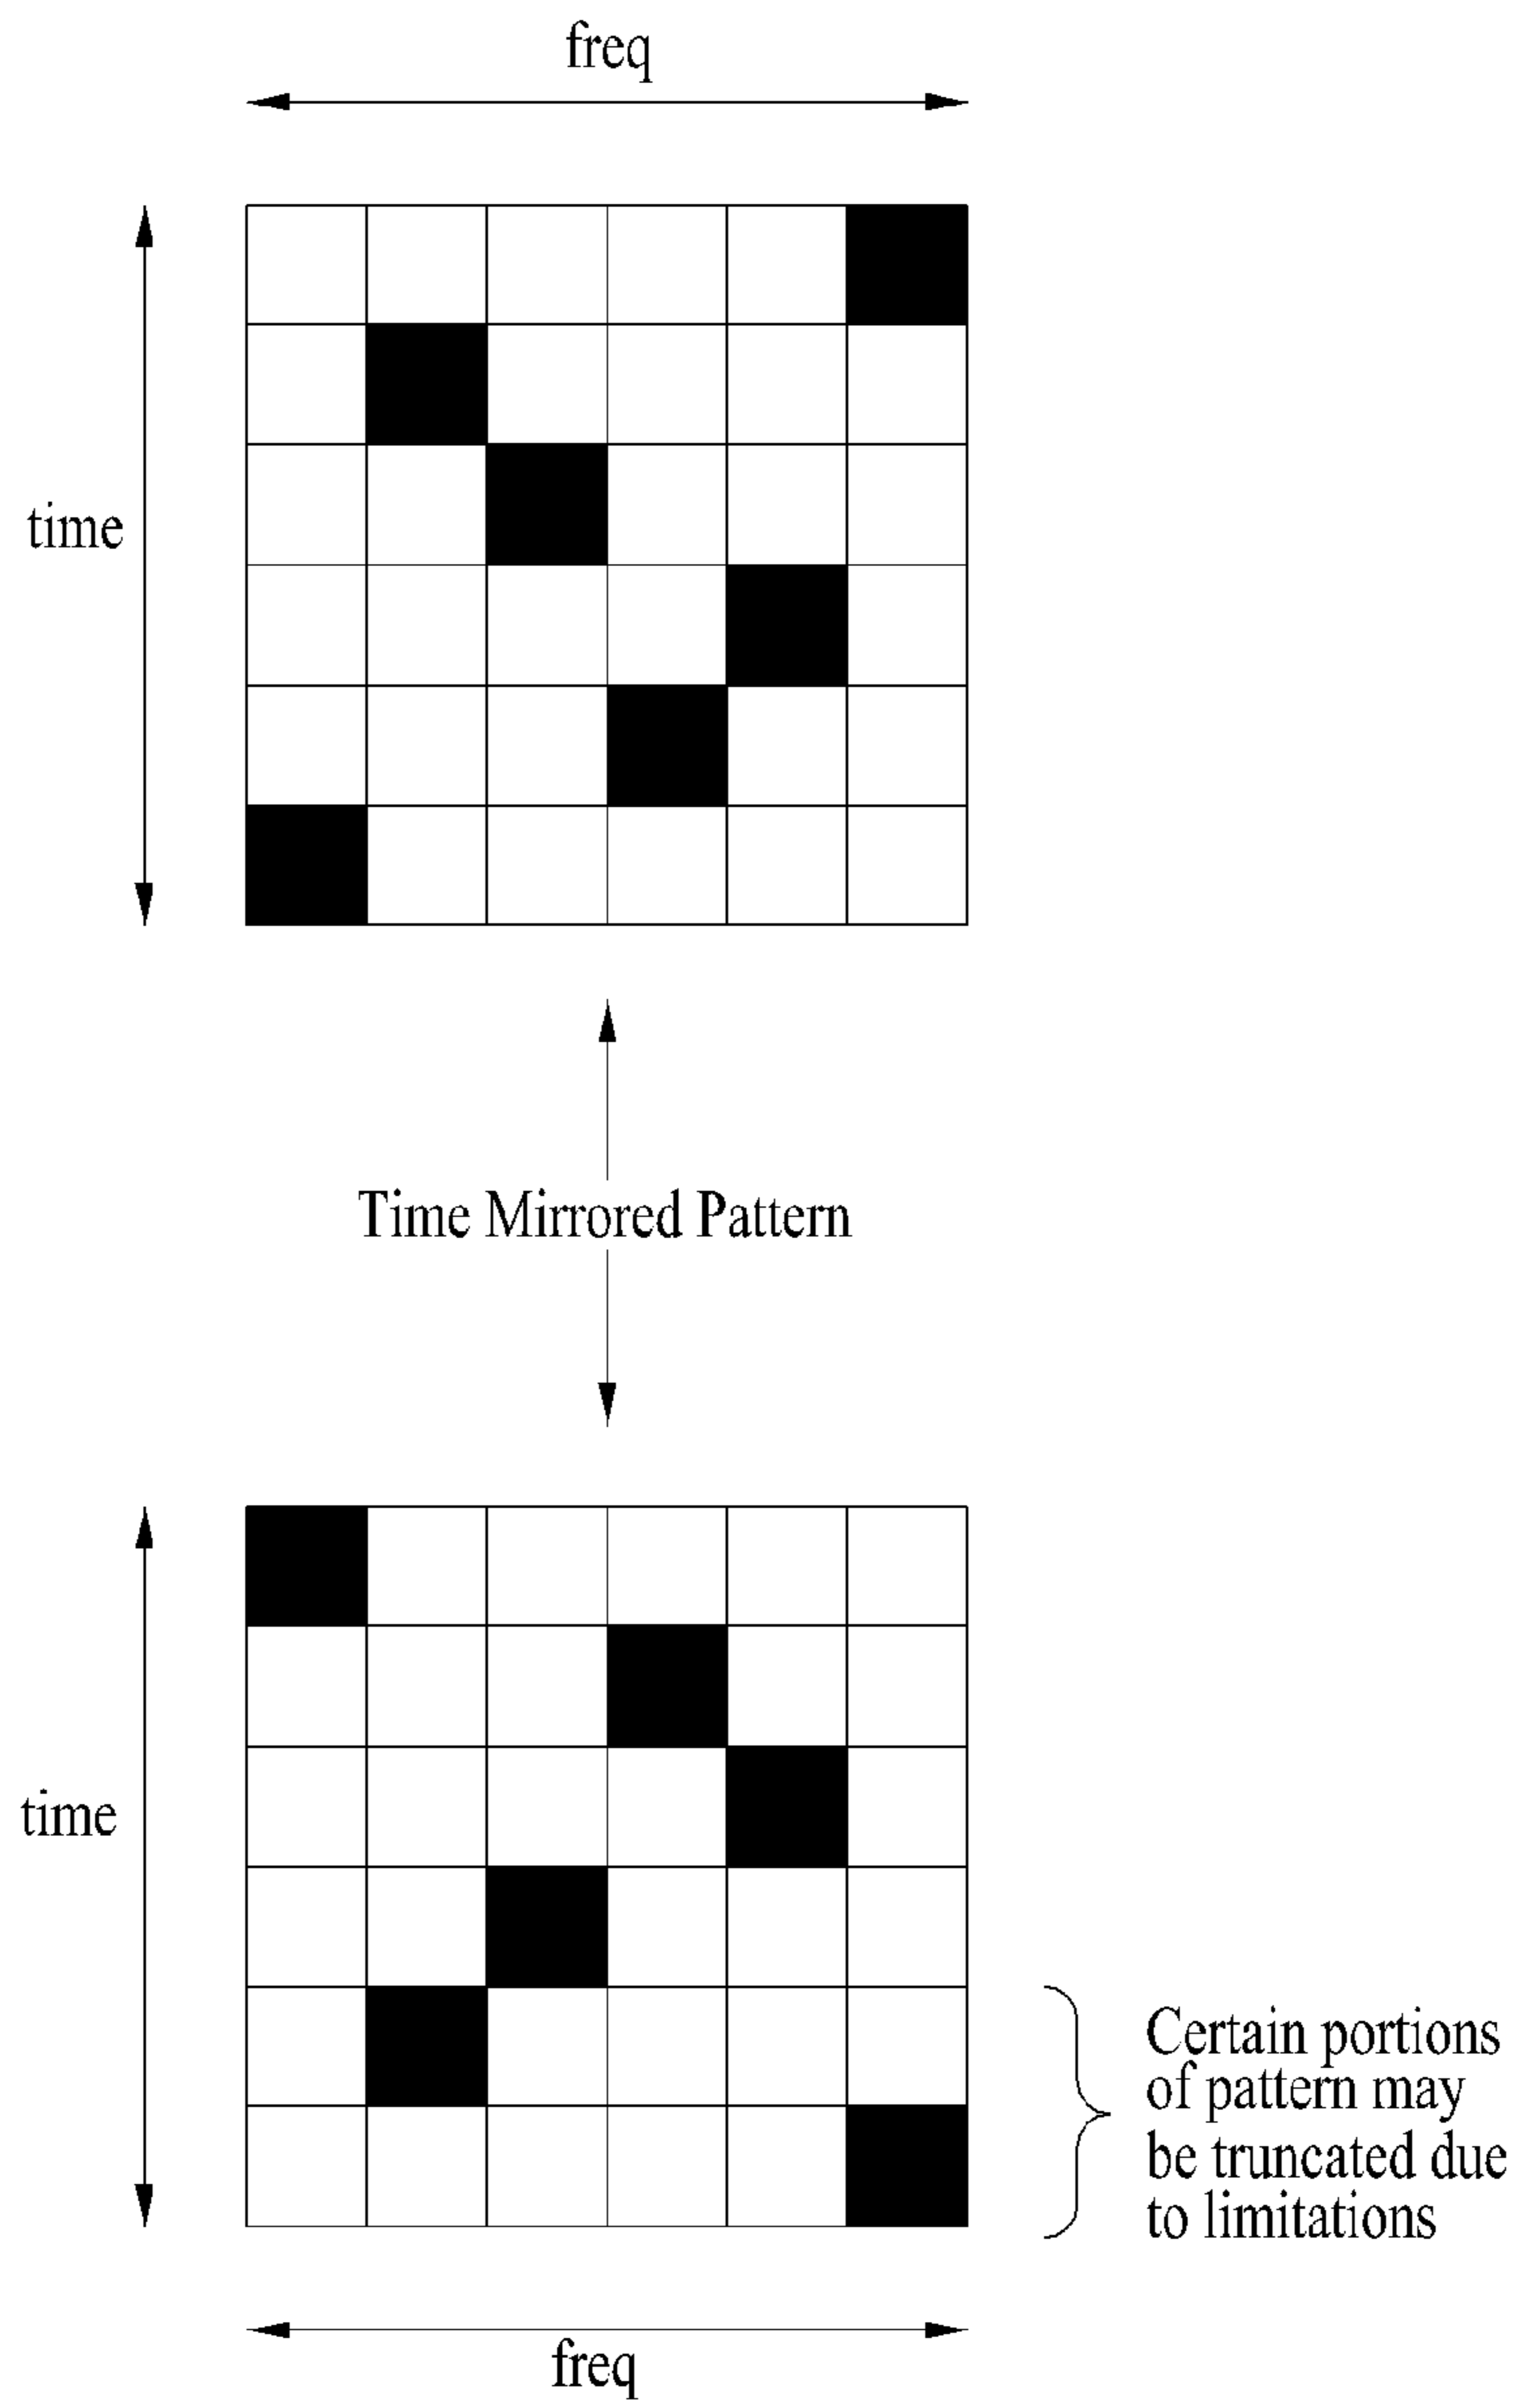 freq
time
Time Mirrored Pattern
time
Certain portions
of pattern may
be truncated due
to limitations
freq